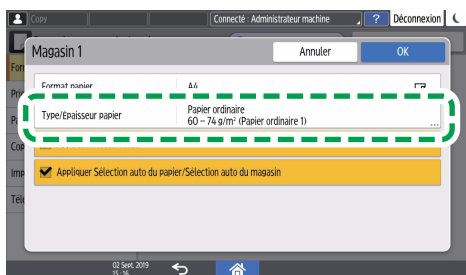 Copy
Connecté : Administrateur machine
?
Déconnexion
Magasin 1
Annuler
OK
Format papier
A4
Type/Épaisseur papier
Papier ordinaire
60 – 74 g/m² (Papier ordinaire 1)
...
Appliquer Sélection auto du papier/Sélection auto du magasin
02 Sept. 2019
15 : 16